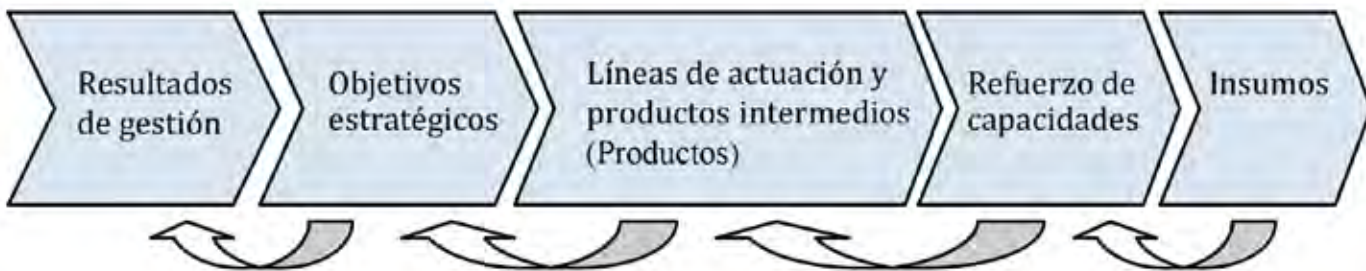 Resultados
de gestión
Objetivos
estratégicos
Líneas de actuación y
productos intermedios
(Productos)
Refuerzo de
capacidades
Insumos